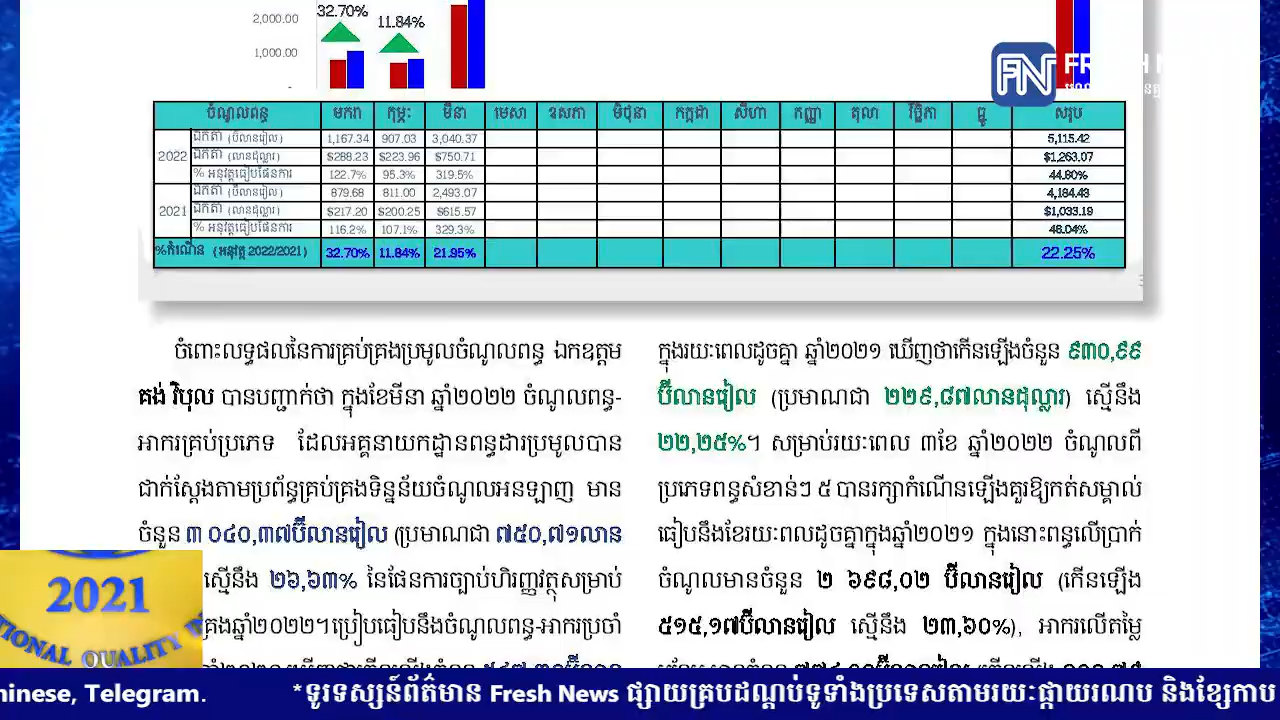 2,000.00
1,000.00
-
32.70%
11.84%
FN
ចំណូលពន្ធ មករា កុម្ភៈ មីនា មេសា ឧសភា មិថុនា កក្កដា សីហា កញ្ញា តុលា វិច្ឆិកា ធ្នូ សរុប
2022
ឯកតា (ប៊ីលានរៀល) 1,167.34 907.03 3,040.37 5,115.42
ឯកតា (លានដុល្លារ) $288.23 $223.96 $750.71 $1,263.07
% អនុវត្តធៀបផែនការ 122.7% 95.3% 319.5% 44.80%
2021
ឯកតា (ប៊ីលានរៀល) 879.68 811.00 2,493.07 4,184.43
ឯកតា (លានដុល្លារ) $217.20 $200.25 $615.57 $1,033.19
% អនុវត្តធៀបផែនការ 116.2% 107.1% 329.3% 48.04%
%កំណើន (អនុវត្ត 2022/2021) 32.70% 11.84% 21.95% 22.25%
ចំពោះលទ្ធផលនៃការគ្រប់គ្រងប្រមូលចំណូលពន្ធ ឯកឧត្តម
គង់ វិបុល បានបញ្ជាក់ថា ក្នុងខែមីនា ឆ្នាំ២០២២ ចំណូលពន្ធ-
អាករគ្រប់ប្រភេទ ដែលអគ្គនាយកដ្ឋានពន្ធដារប្រមូលបាន
ជាក់ស្តែងតាមប្រព័ន្ធគ្រប់គ្រងទិន្នន័យចំណូលអនឡាញ មាន
ចំនួន ៣ ០៤០,៣៧ប៊ីលានរៀល (ប្រមាណជា ៧៥០,៧១លាន
ស្មើនឹង ២៦,៦៣% នៃផែនការច្បាប់ហិរញ្ញវត្ថុសម្រាប់
គ្រងឆ្នាំ២០២២។ ប្រៀបធៀបនឹងចំណូលពន្ធ-អាករប្រចាំ
ក្នុងរយៈពេលដូចគ្នា ឆ្នាំ២០២១ ឃើញថាកើនឡើងចំនួន ៩៣០,៩៩
ប៊ីលានរៀល (ប្រមាណជា ២២៩,៨៧លានដុល្លារ) ស្មើនឹង
២២,២៥%។ សម្រាប់រយៈពេល ៣ខែ ឆ្នាំ២០២២ ចំណូលពី
ប្រភេទពន្ធសំខាន់ៗ ៥ បានរក្សាកំណើនឡើងគួរឱ្យកត់សម្គាល់
ធៀបនឹងខែរយៈពលដូចគ្នាក្នុងឆ្នាំ២០២១ ក្នុងនោះពន្ធលើប្រាក់
ចំណូលមានចំនួន ២ ៦៩៨,០២ ប៊ីលានរៀល (កើនឡើង
៥១៥,១៧ប៊ីលានរៀល ស្មើនឹង ២៣,៦០%), អាករលើតម្លៃ
2021
QUALITY
hinese, Telegram. *ទូរទស្សន៍ព័ត៌មាន Fresh News ផ្សាយគ្របដណ្តប់ទូទាំងប្រទេសតាមរយៈផ្កាយរណប និងខ្សែកាប